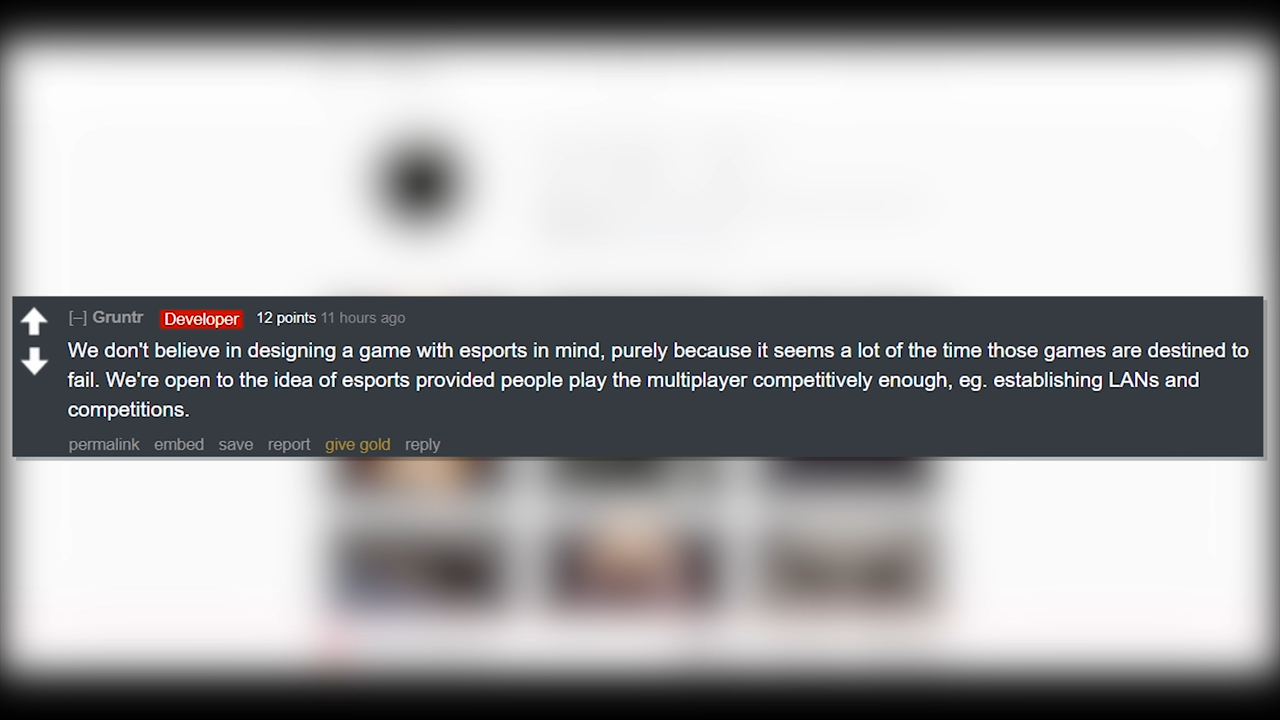 [–] Gruntr Developer 12 points 11 hours ago
We don't believe in designing a game with esports in mind, purely because it seems a lot of the time those games are destined to
fail. We're open to the idea of esports provided people play the multiplayer competitively enough, eg. establishing LANs and
competitions.
permalink embed save report give gold reply